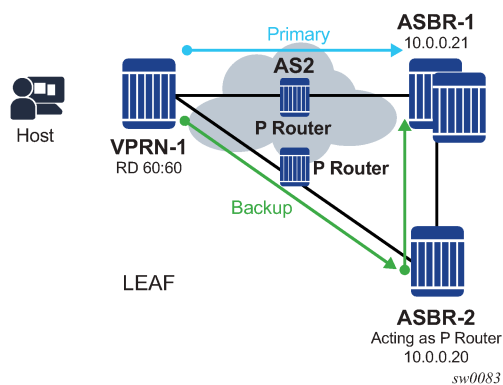 Primary
ASBR-1
10.0.0.21
AS2
P Router
Host
VPRN-1
RD 60:60
P Router
Backup
LEAF
ASBR-2
Acting as P Router
10.0.0.20
sw0083